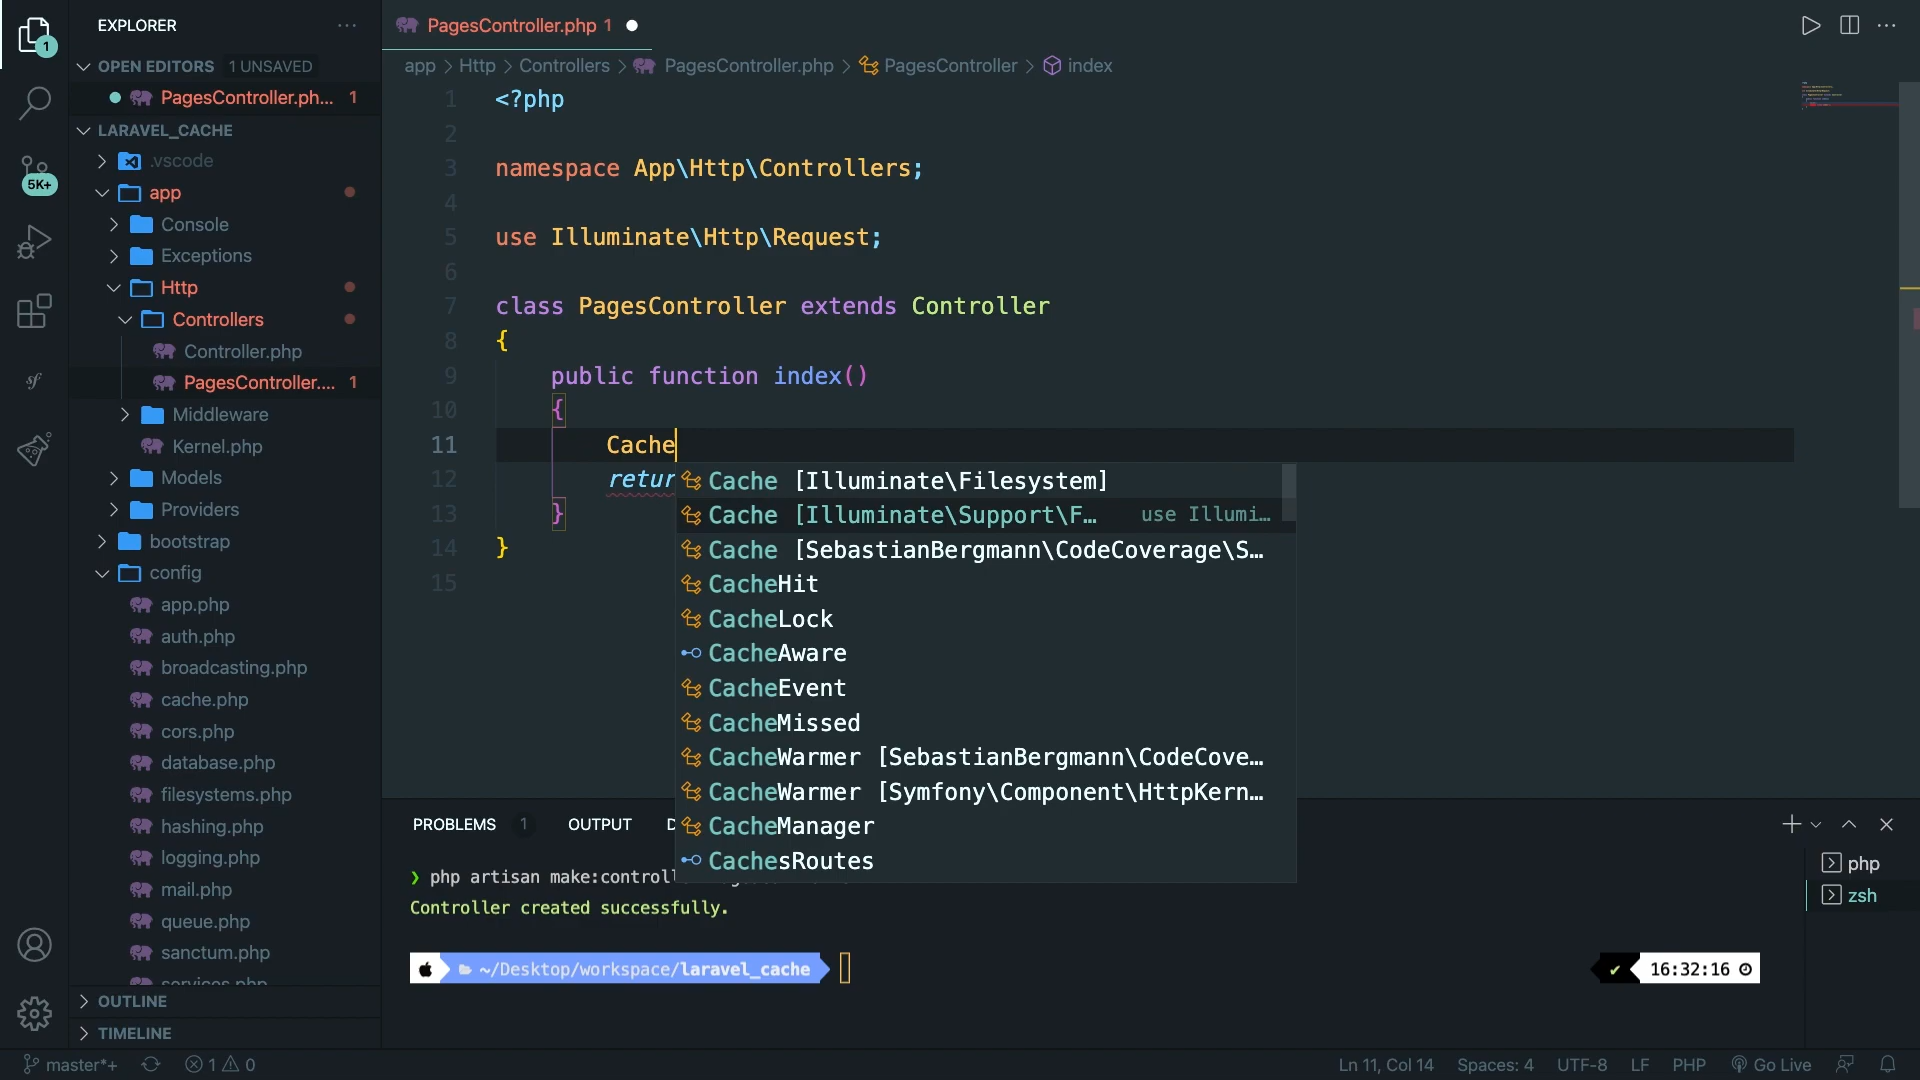 EXPLORER
OPEN EDITORS 1 UNSAVED
PagesController.ph... 1
LARAVEL_CACHE
.vscode
app
Console
Exceptions
Http
Controllers
Controller.php
PagesController.... 1
Middleware
Kernel.php
Models
Providers
bootstrap
config
app.php
auth.php
broadcasting.php
cache.php
cors.php
database.php
filesystems.php
hashing.php
logging.php
mail.php
queue.php
sanctum.php
services.php
OUTLINE
TIMELINE
1
5K+
PagesController.php 1
app > Http > Controllers > PagesController.php > PagesController > index
1 <?php
2
3 namespace App\Http\Controllers;
4
5 use Illuminate\Http\Request;
6
7 class PagesController extends Controller
8 {
9 public function index()
10 {
11 Cache
12 retur
13 }
14 }
15
Cache [Illuminate\Filesystem]
Cache [Illuminate\Support\F… use Illumi…
Cache [SebastianBergmann\CodeCoverage\S…
CacheHit
CacheLock
CacheAware
CacheEvent
CacheMissed
CacheWarmer [SebastianBergmann\CodeCove…
CacheWarmer [Symfony\Component\HttpKern…
CacheManager
CachesRoutes
PROBLEMS 1 OUTPUT D
❯ php artisan make:control
Controller created successfully.
~/Desktop/workspace/laravel_cache
✔ 16:32:16
php
zsh
master*+ 1 0
Ln 11, Col 14 Spaces: 4 UTF-8 LF PHP Go Live